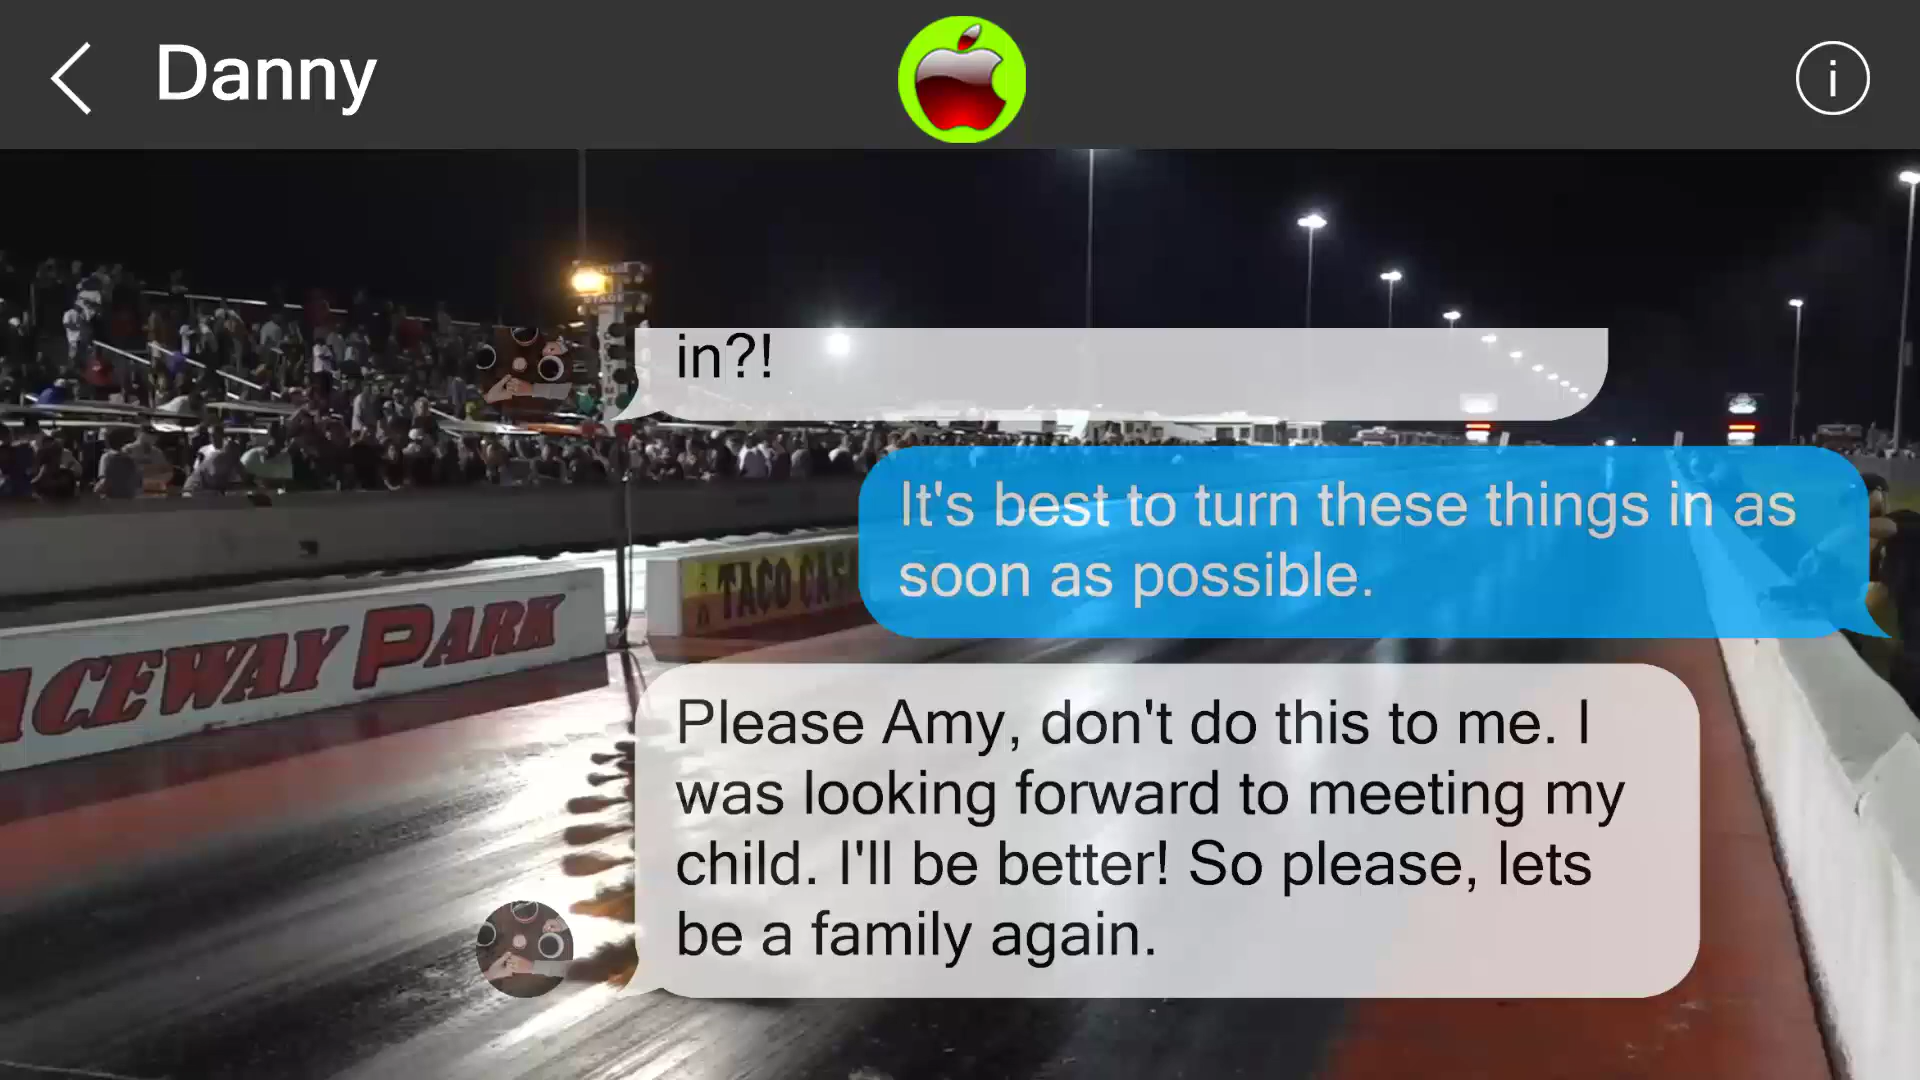 Danny
in?!
It's best to turn these things in as
soon as possible.
Please Amy, don't do this to me. I
was looking forward to meeting my
child. I'll be better! So please, lets
be a family again.
ACEWAY PARK
TACO